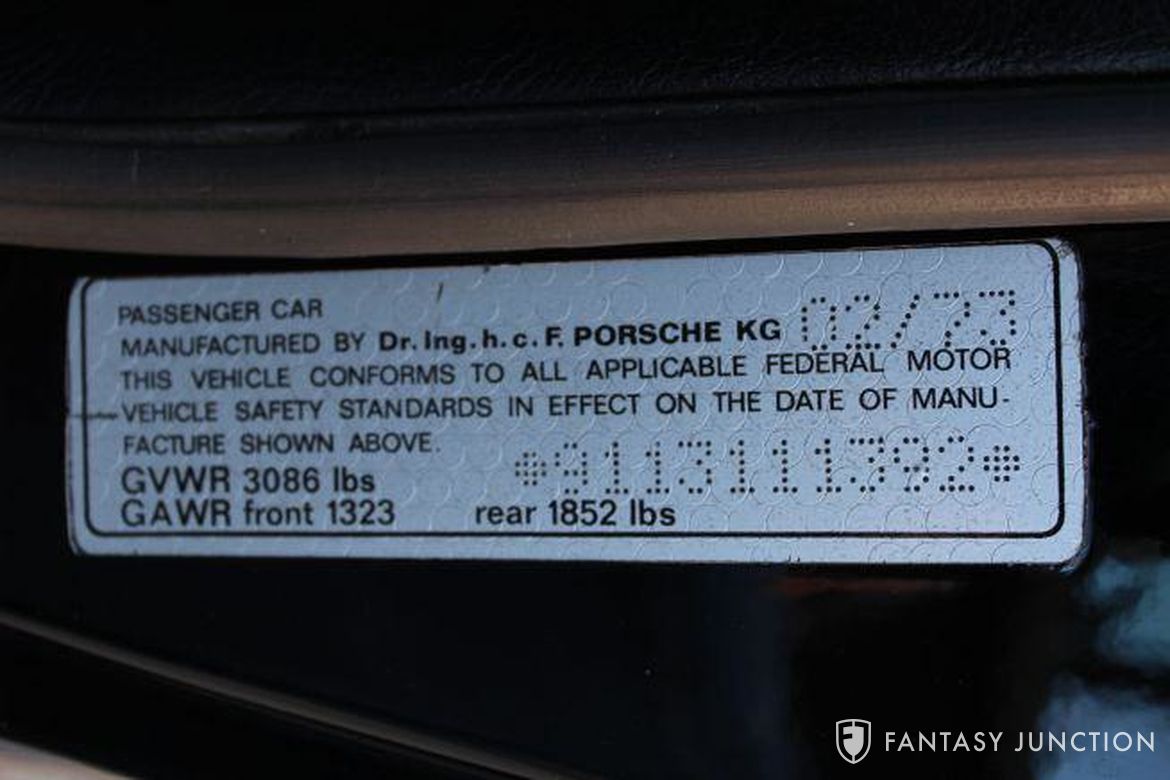 PASSENGER CAR
MANUFACTURED BY Dr. Ing. h. c. F. PORSCHE KG 02/73
THIS VEHICLE CONFORMS TO ALL APPLICABLE FEDERAL MOTOR
VEHICLE SAFETY STANDARDS IN EFFECT ON THE DATE OF MANU-
FACTURE SHOWN ABOVE.
GVWR 3086 lbs *9113111392*
GAWR front 1323 rear 1852 lbs
FANTASY JUNCTION